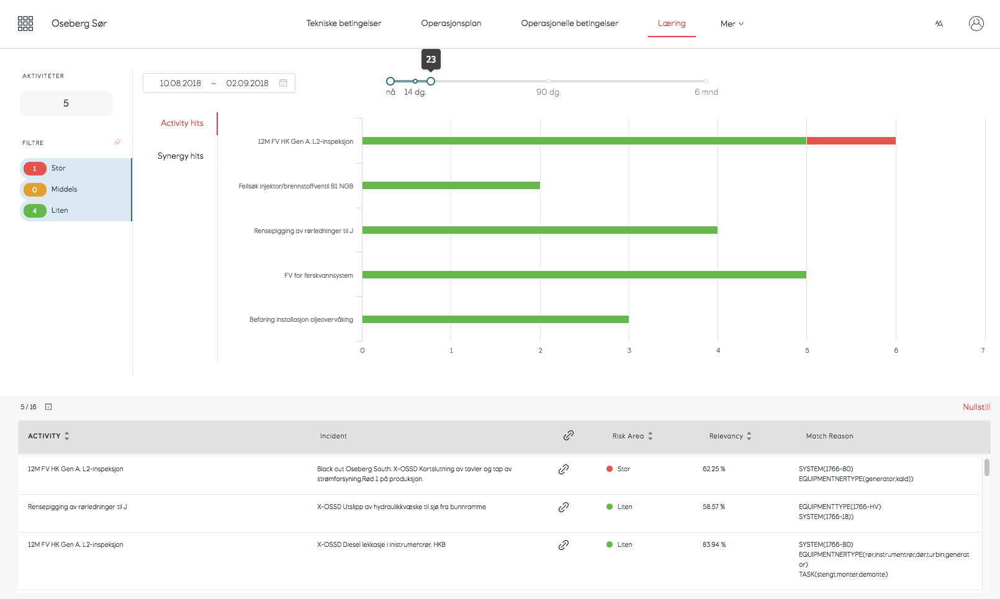 Oseberg Sør
Tekniske betingelser
Operasjonsplan
Operasjonelle betingelser
Læring
Mer
AA
AKTIVITETER
5
FILTRE
1 Stor
0 Middels
4 Liten
10.08.2018 ~ 02.09.2018
23
nå 14 dg. 90 dg. 6 mnd
Activity hits
Synergy hits
12M FV HK Gen A. L2-inspeksjon
Feilsøk injektor/brennstoffventil B1 NGB
Rensepigging av rørledninger til J
FV for ferskvannsystem
Befaring installasjon oljeovervåking
0 1 2 3 4 5 6 7
5 / 16
Nullstill
ACTIVITY Incident Risk Area Relevancy Match Reason
12M FV HK Gen A. L2-inspeksjon
Black out Oseberg South. X-OSSD Kortslutning av tavler og tap av
strømforsyning.Rød 1 på produksjon.
Stor
62.25 %
SYSTEM(1766-80)
EQUIPMENTNERTYPE(generator,kald))
Rensepigging av rørledninger til J
X-OSSD Utslipp av hydraulikkvæske til sjø fra bunnramme
Liten
58.57 %
EQUIPMENTTYPE(1766-HV)
SYSTEM(1766-18))
12M FV HK Gen A. L2-inspeksjon
X-OSSD Diesel lekkasje i inistrumentrør, HKB
Liten
83.94 %
SYSTEM(1766-80)
EQUIPMENTNERTYPE(rør,instrumentrør,dør,turbin,generat
or)
TASK(stengt,monter,demonte)